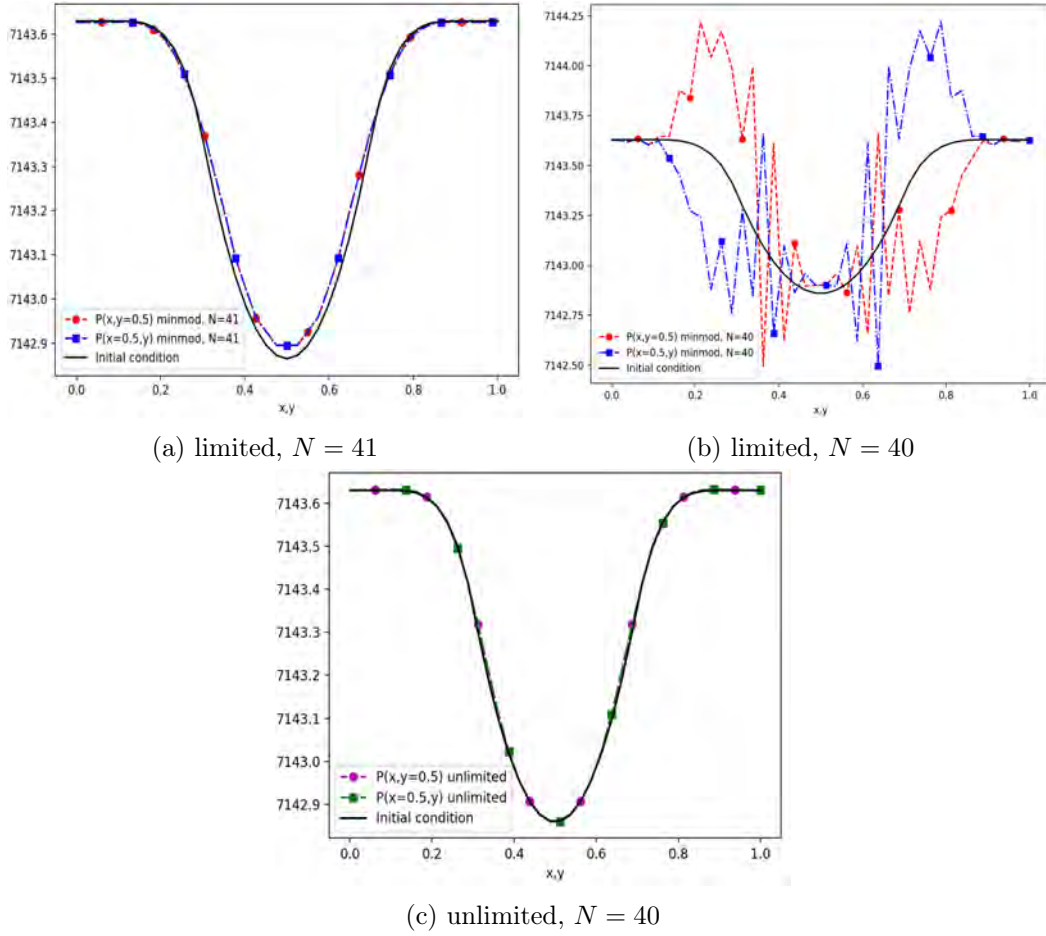 7143.6
7143.5
7143.4
7143.3
7143.2
7143.1
7143.0
7142.9
P(x,y=0.5) minmod, N=41
P(x=0.5,y) minmod, N=41
Initial condition
0.0 0.2 0.4 0.6 0.8 1.0
x,y
(a) limited, N = 41
7144.25
7144.00
7143.75
7143.50
7143.25
7143.00
7142.75
7142.50
P(x,y=0.5) minmod, N=40
P(x=0.5,y) minmod, N=40
Initial condition
0.0 0.2 0.4 0.6 0.8 1.0
x,y
(b) limited, N = 40
7143.6
7143.5
7143.4
7143.3
7143.2
7143.1
7143.0
7142.9
P(x,y=0.5) unlimited
P(x=0.5,y) unlimited
Initial condition
0.0 0.2 0.4 0.6 0.8 1.0
x,y
(c) unlimited, N = 40